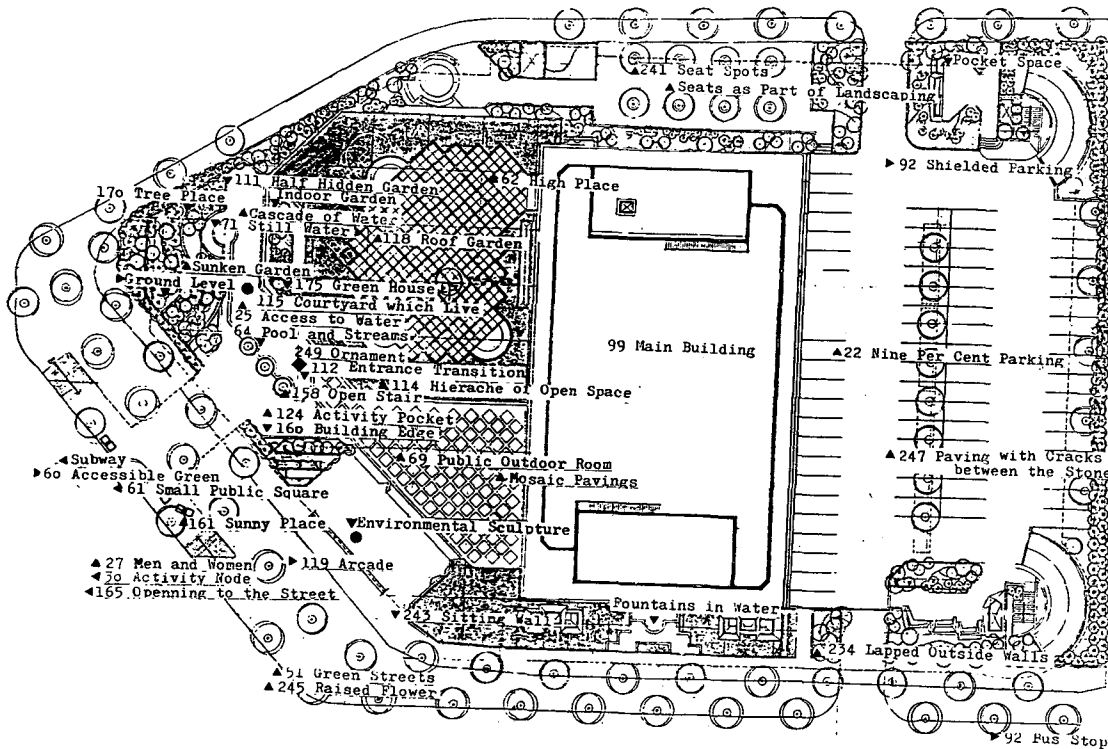 Pocket Space
▲241 Seat Spots
▲Seats as Part of Landscaping
►92 Shielded Parking
▼111 Half Hidden Garden
▲62 High Place
17o Tree Place
Indoor Garden
▲Cascade of Water
▼71 Still Water
▲118 Roof Garden
▲Sunken Garden
►Ground Level
▲175 Green House
115 Courtyard which Live
25 Access to Water
64 Pool and Streams
249 Ornament
99 Main Building
▲22 Nine Per Cent Parking
▼112 Entrance Transition
▲114 Hierache of Open Space
▲158 Open Stair
▲124 Activity Pocket
▼16o Building Edge
◄Subway
▲69 Public Outdoor Room
▲247 Paving with Cracks
between the Stone
►6o Accessible Green
▲Mosaic Pavings
◄61 Small Public Square
◄161 Sunny Place
▼Environmental Sculpture
▲27 Men and Women
►119 Arcade
◄3o Activity Node
◄165 Openning to the Street
Fountains in Water
▼243 Sitting Wall
▲234 Lapped Outside Walls
▲51 Green Streets
▲245 Raised Flower
►92 Bus Stop